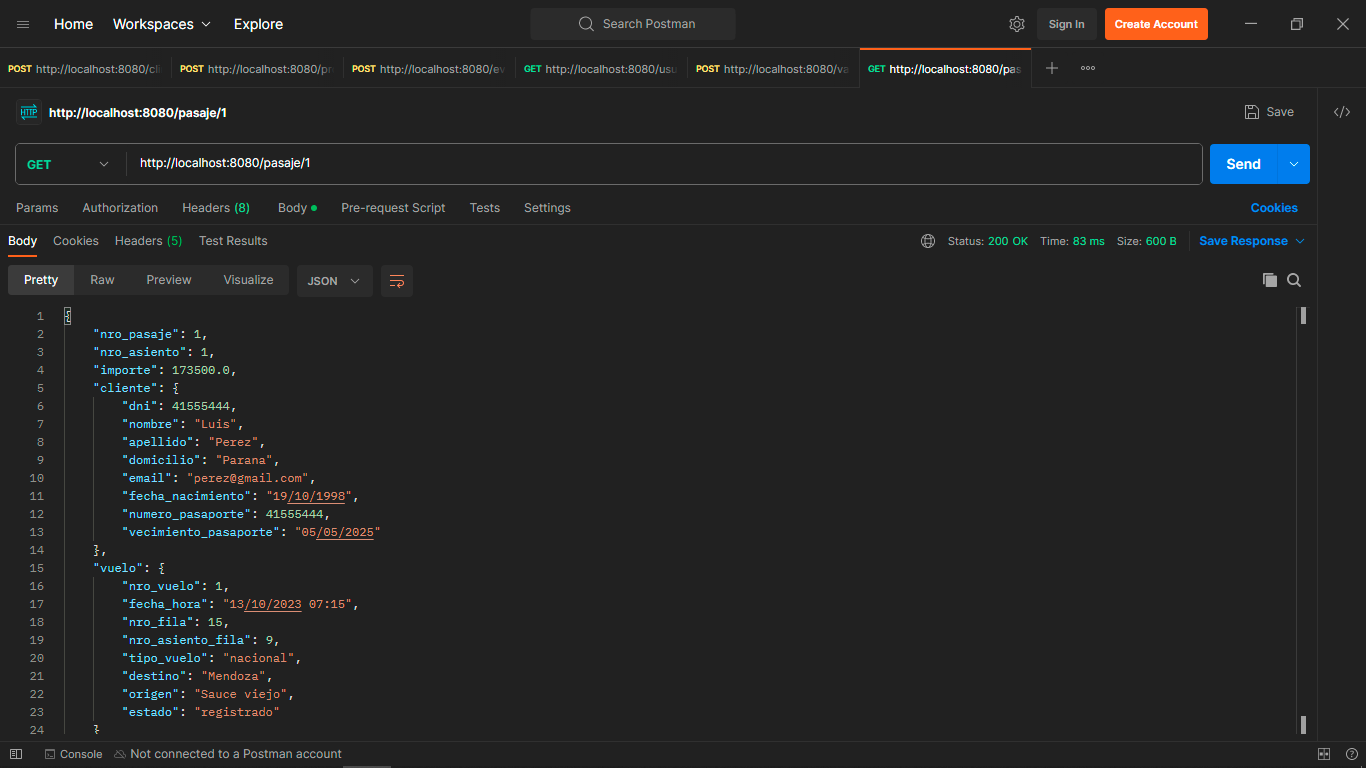 Home Workspaces Explore Search Postman Sign In Create Account
POST http://localhost:8080/cli POST http://localhost:8080/pr POST http://localhost:8080/ev GET http://localhost:8080/usu POST http://localhost:8080/va GET http://localhost:8080/pas
HTTP http://localhost:8080/pasaje/1 Save
GET http://localhost:8080/pasaje/1 Send
Params Authorization Headers (8) Body Pre-request Script Tests Settings Cookies
Body Cookies Headers (5) Test Results Status: 200 OK Time: 83 ms Size: 600 B Save Response
Pretty Raw Preview Visualize JSON
1 {
2 "nro_pasaje": 1,
3 "nro_asiento": 1,
4 "importe": 173500.0,
5 "cliente": {
6 "dni": 41555444,
7 "nombre": "Luis",
8 "apellido": "Perez",
9 "domicilio": "Parana",
10 "email": "perez@gmail.com",
11 "fecha_nacimiento": "19/10/1998",
12 "numero_pasaporte": 41555444,
13 "vecimiento_pasaporte": "05/05/2025"
14 },
15 "vuelo": {
16 "nro_vuelo": 1,
17 "fecha_hora": "13/10/2023 07:15",
18 "nro_fila": 15,
19 "nro_asiento_fila": 9,
20 "tipo_vuelo": "nacional",
21 "destino": "Mendoza",
22 "origen": "Sauce viejo",
23 "estado": "registrado"
24 }
Console Not connected to a Postman account